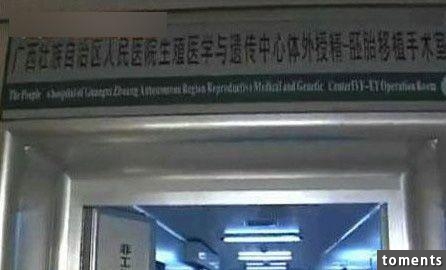 广西壮族自治区人民医院生殖医学与遗传中心体外授精-胚胎移植手术室
The People's hospital of Guangxi Zhuang Autonomous Region Reproductive Medical and Genetic Center IVF-ET Operation Room
非工
toments